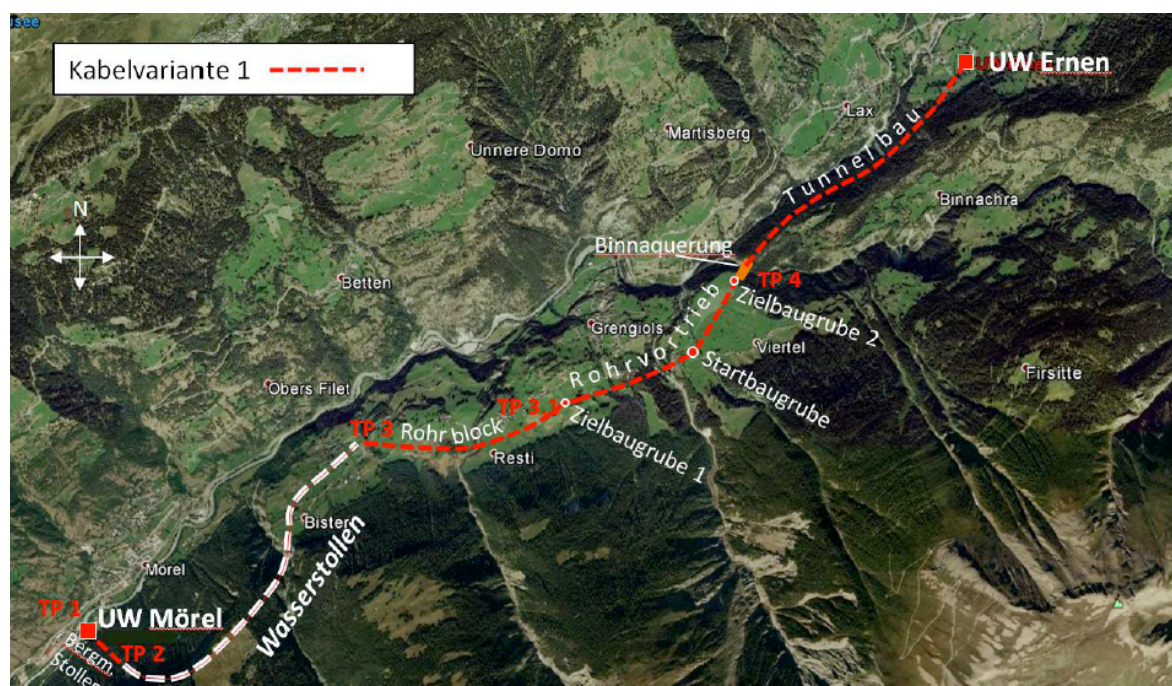 usee
Kabelvariante 1
UW Ernen
Lax
Martisberg
Unnere Domo
Tunnelbau
Binnachra
N
Binnaquerung
Betten
TP 4
Zielbaugrube 2
Grengiols
Rohrvortrieb
Viertel
Startbaugrube
Firsitte
Obers Filet
TP 3.1
TP 3
Rohrblock
Zielbaugrube 1
Resti
Bister
Wasserstollen
Mörel
TP 1
UW Mörel
TP 2
Bergm.
Stollen